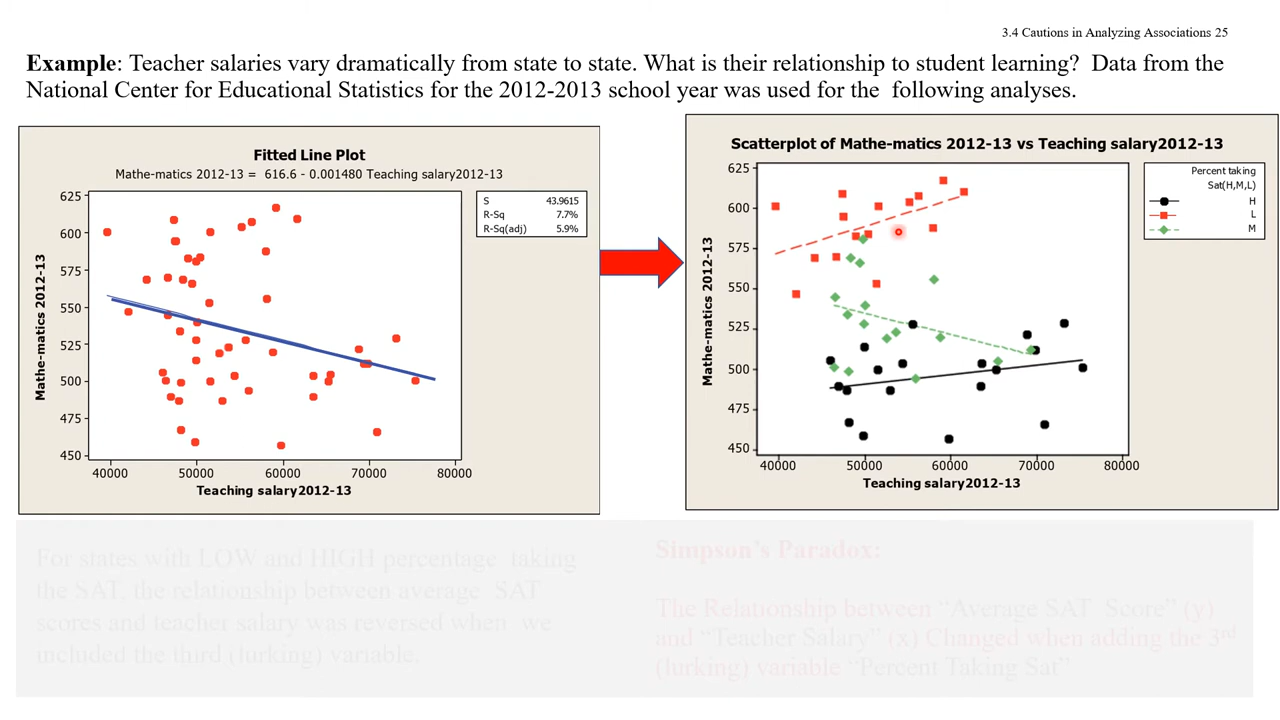 3.4 Cautions in Analyzing Associations 25
Example: Teacher salaries vary dramatically from state to state. What is their relationship to student learning? Data from the
National Center for Educational Statistics for the 2012-2013 school year was used for the following analyses.
Fitted Line Plot
Mathe-matics 2012-13 = 616.6 - 0.001480 Teaching salary2012-13
S 43.9615
R-Sq 7.7%
R-Sq(adj) 5.9%
625
600
575
550
525
500
475
450
Mathe-matics 2012-13
40000 50000 60000 70000 80000
Teaching salary2012-13
Scatterplot of Mathe-matics 2012-13 vs Teaching salary2012-13
Percent taking
Sat(H,M,L)
H
L
M
625
600
575
550
525
500
475
450
Mathe-matics 2012-13
40000 50000 60000 70000 80000
Teaching salary2012-13
For states with LOW and HIGH percentage taking
the SAT, the relationship between average SAT
scores and teacher salary was reversed when we
included the third (lurking) variable.
Simpson's Paradox:
The Relationship between “Average SAT Score” (y)
and “Teacher Salary” (x) Changed when adding the 3rd
(lurking) variable “Percent Taking Sat”